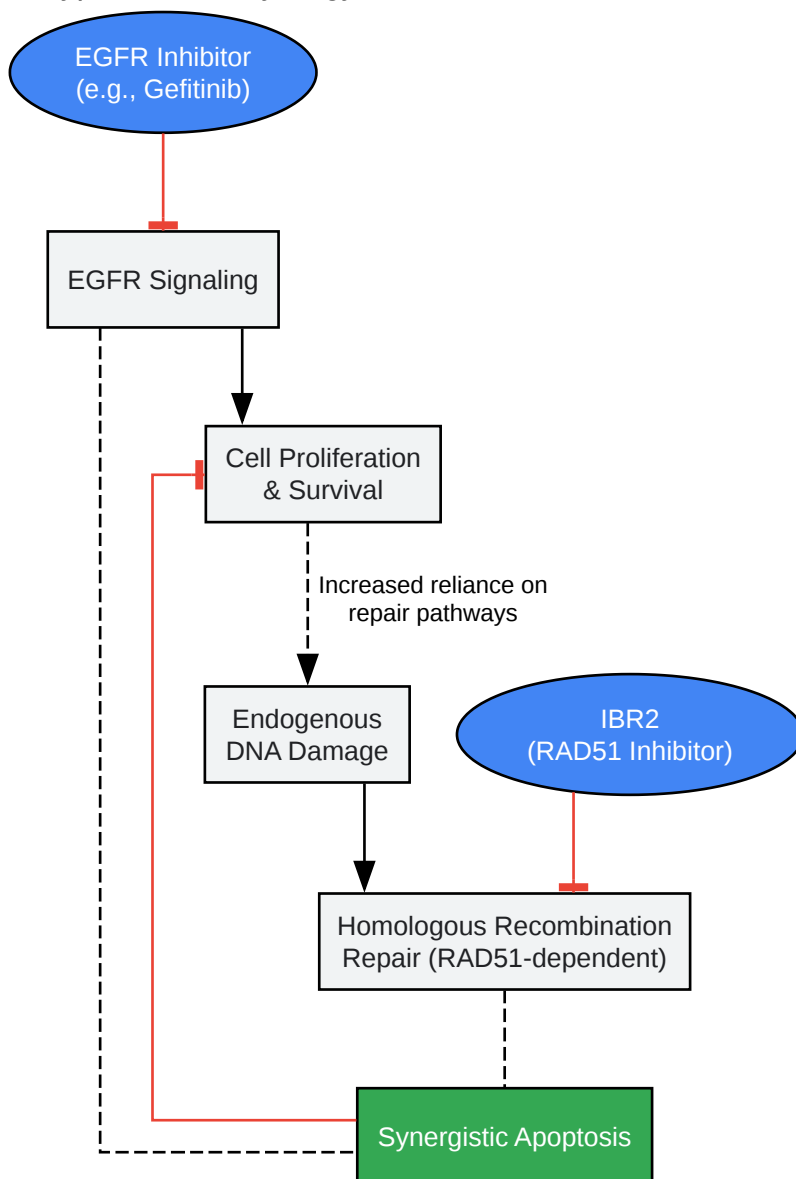 EGFR Inhibitor
(e.g., Gefitinib)
EGFR Signaling
Cell Proliferation
& Survival
Increased reliance on
repair pathways
Endogenous
DNA Damage
IBR2
(RAD51 Inhibitor)
Homologous Recombination
Repair (RAD51-dependent)
Synergistic Apoptosis